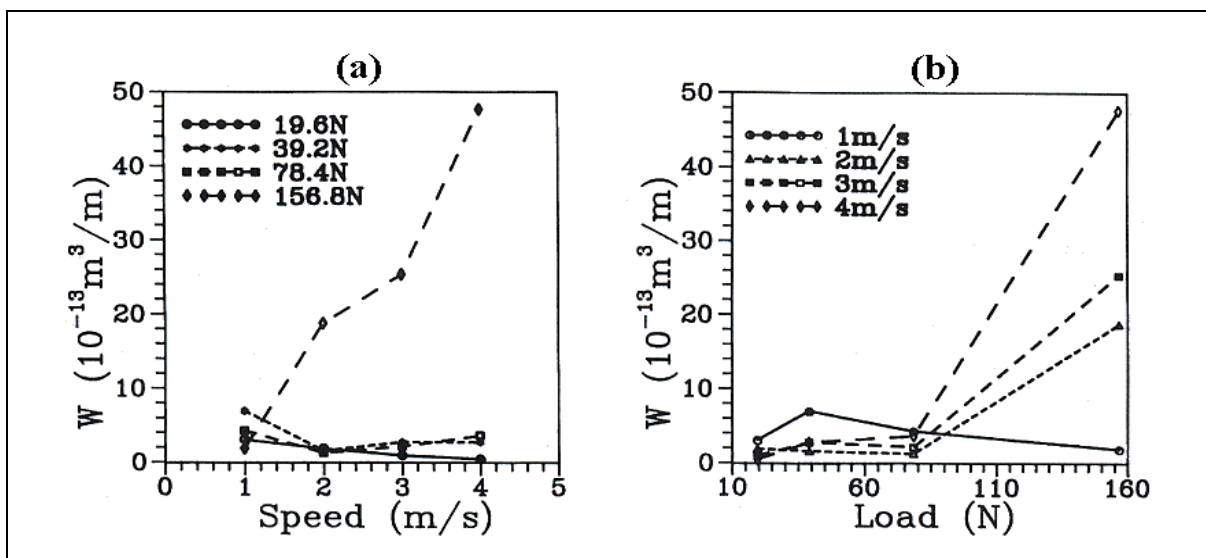 (a)
50
40
30
20
10
0
W (10⁻¹³m³/m)
19.6N
39.2N
78.4N
156.8N
0 1 2 3 4 5
Speed (m/s)
(b)
50
40
30
20
10
0
W (10⁻¹³m³/m)
1m/s
2m/s
3m/s
4m/s
10 60 110 160
Load (N)